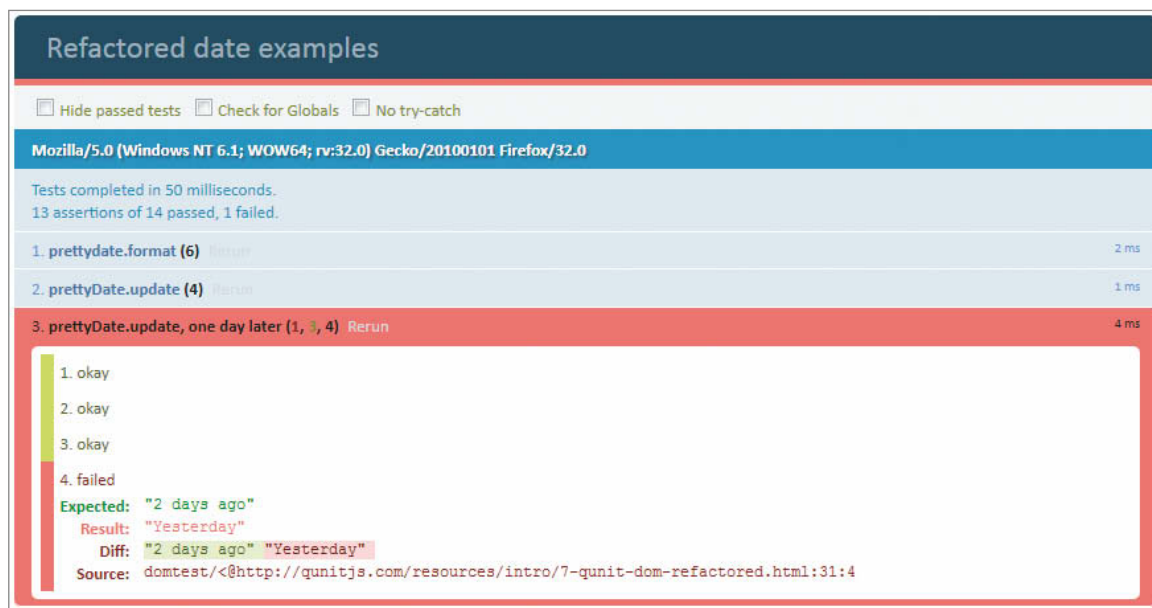 Refactored date examples
Hide passed tests Check for Globals No try-catch
Mozilla/5.0 (Windows NT 6.1; WOW64; rv:32.0) Gecko/20100101 Firefox/32.0
Tests completed in 50 milliseconds.
13 assertions of 14 passed, 1 failed.
1. prettydate.format (6) Rerun 2 ms
2. prettyDate.update (4) Rerun 1 ms
3. prettyDate.update, one day later (1, 3, 4) Rerun 4 ms
1. okay
2. okay
3. okay
4. failed
Expected: "2 days ago"
Result: "Yesterday"
Diff: "2 days ago" "Yesterday"
Source: domtest/<@http://qunitjs.com/resources/intro/7-qunit-dom-refactored.html:31:4